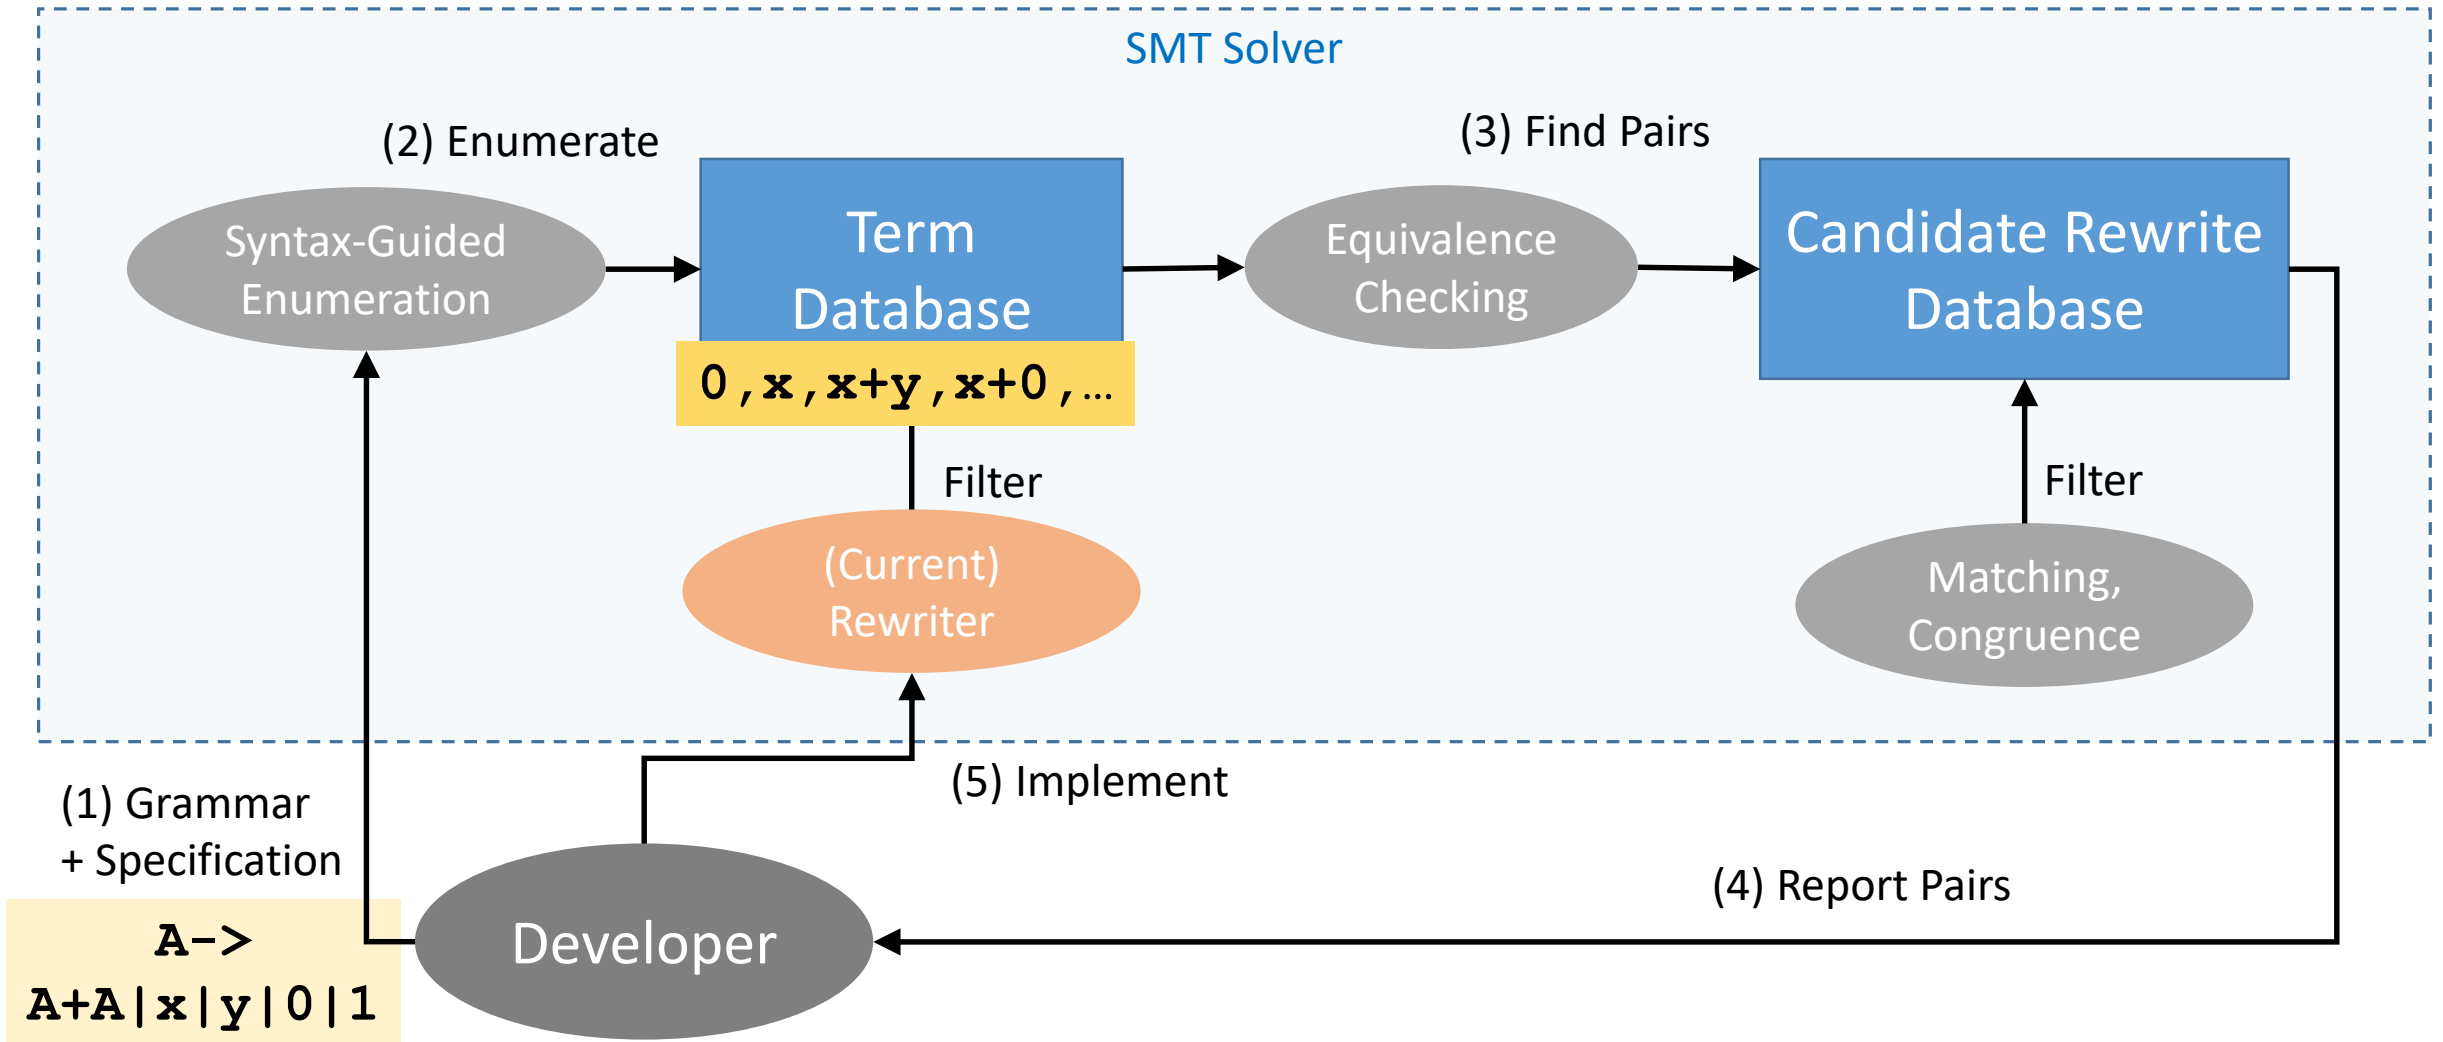 SMT Solver
(2) Enumerate
(3) Find Pairs
Syntax-Guided
Enumeration
Term
Database
0,x,x+y,x+0,…
Equivalence
Checking
Candidate Rewrite
Database
Filter
Filter
(Current)
Rewriter
Matching,
Congruence
(1) Grammar
+ Specification
(5) Implement
(4) Report Pairs
A->
A+A|x|y|0|1
Developer